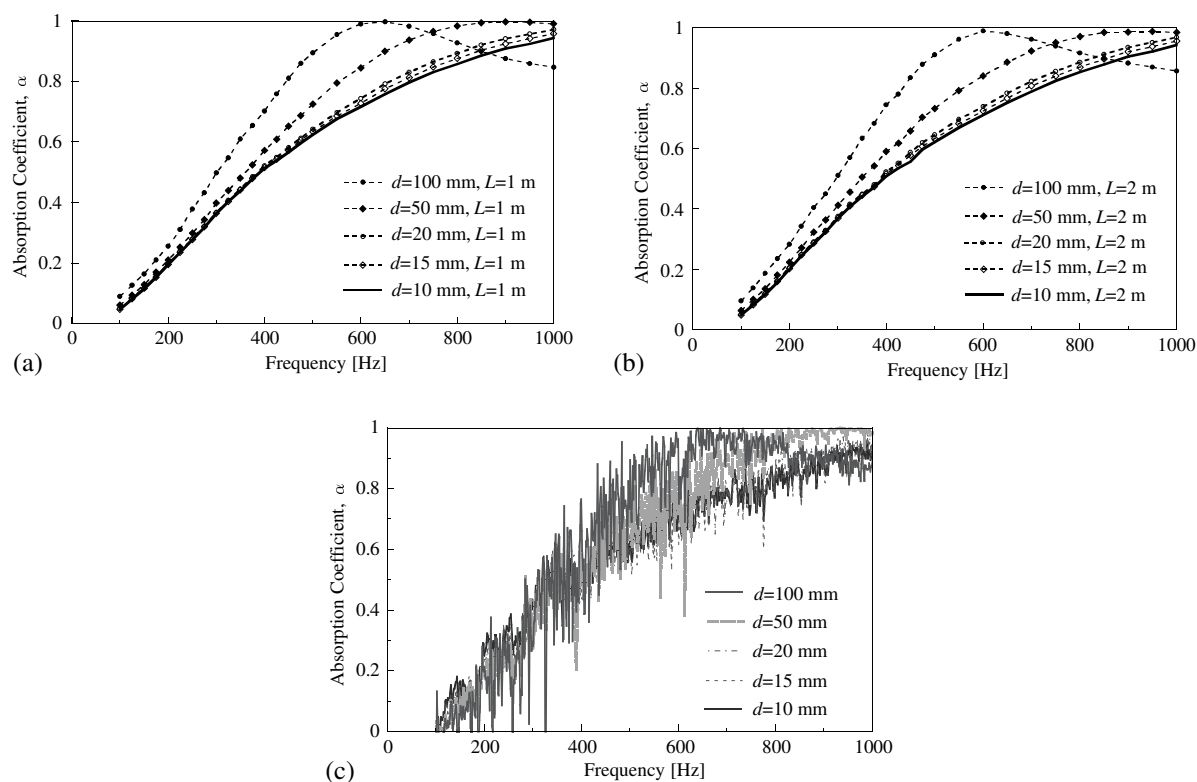 1
0.8
0.6
0.4
0.2
0
Absorption Coefficient, α
d=100 mm, L=1 m
d=50 mm, L=1 m
d=20 mm, L=1 m
d=15 mm, L=1 m
d=10 mm, L=1 m
0 200 400 600 800 1000
Frequency [Hz]
(a)
1
0.8
0.6
0.4
0.2
0
Absorption Coefficient, α
d=100 mm, L=2 m
d=50 mm, L=2 m
d=20 mm, L=2 m
d=15 mm, L=2 m
d=10 mm, L=2 m
0 200 400 600 800 1000
Frequency [Hz]
(b)
1
0.8
0.6
0.4
0.2
0
Absorption Coefficient, α
d=100 mm
d=50 mm
d=20 mm
d=15 mm
d=10 mm
0 200 400 600 800 1000
Frequency [Hz]
(c)